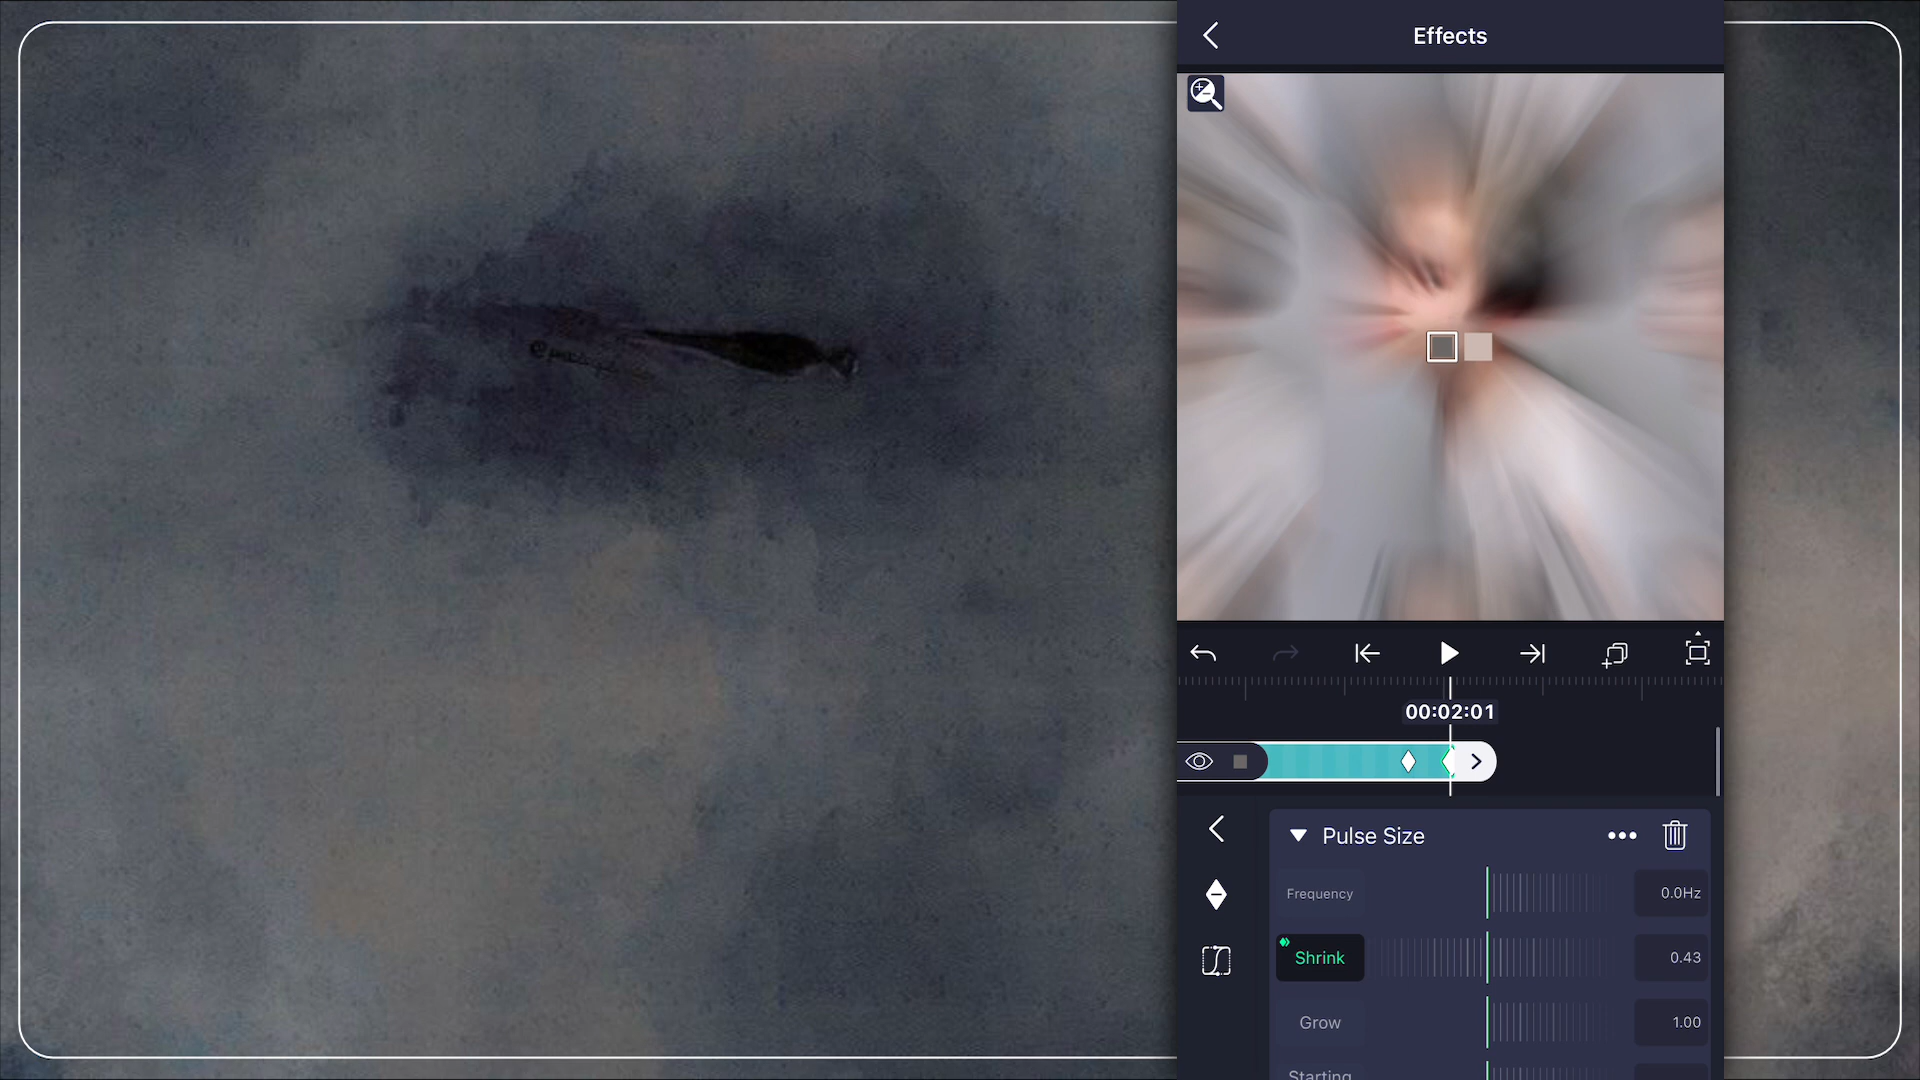 Effects
00:02:01
Pulse Size
Frequency
0.0Hz
Shrink
0.43
Grow
1.00
Starting